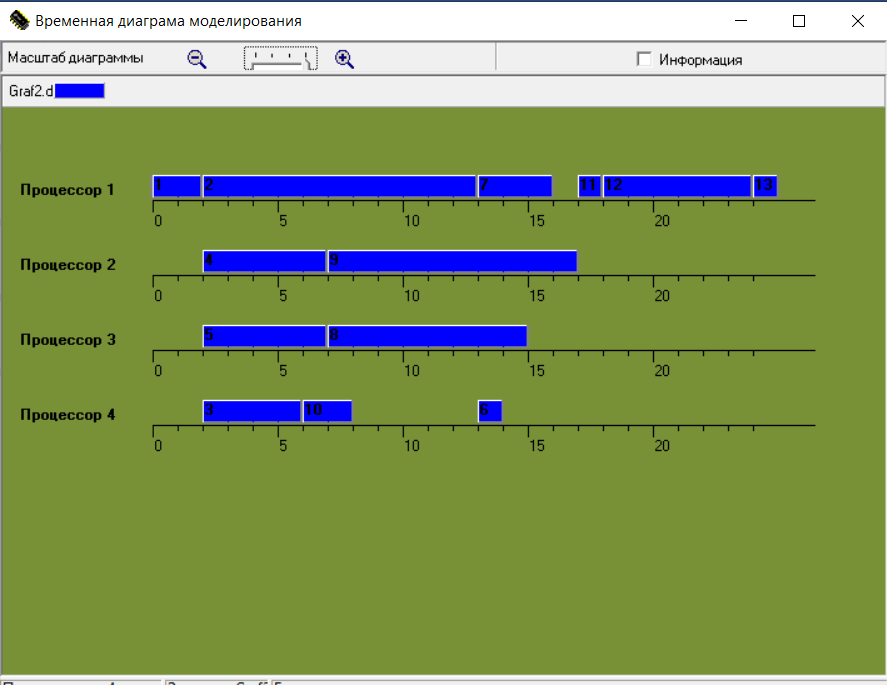 Временная диаграма моделирования
Масштаб диаграммы Информация
Graf2.d
Процессор 1 1 2 7 11 12 13
0 5 10 15 20
Процессор 2 4 9
0 5 10 15 20
Процессор 3 5 8
0 5 10 15 20
Процессор 4 3 10 6
0 5 10 15 20